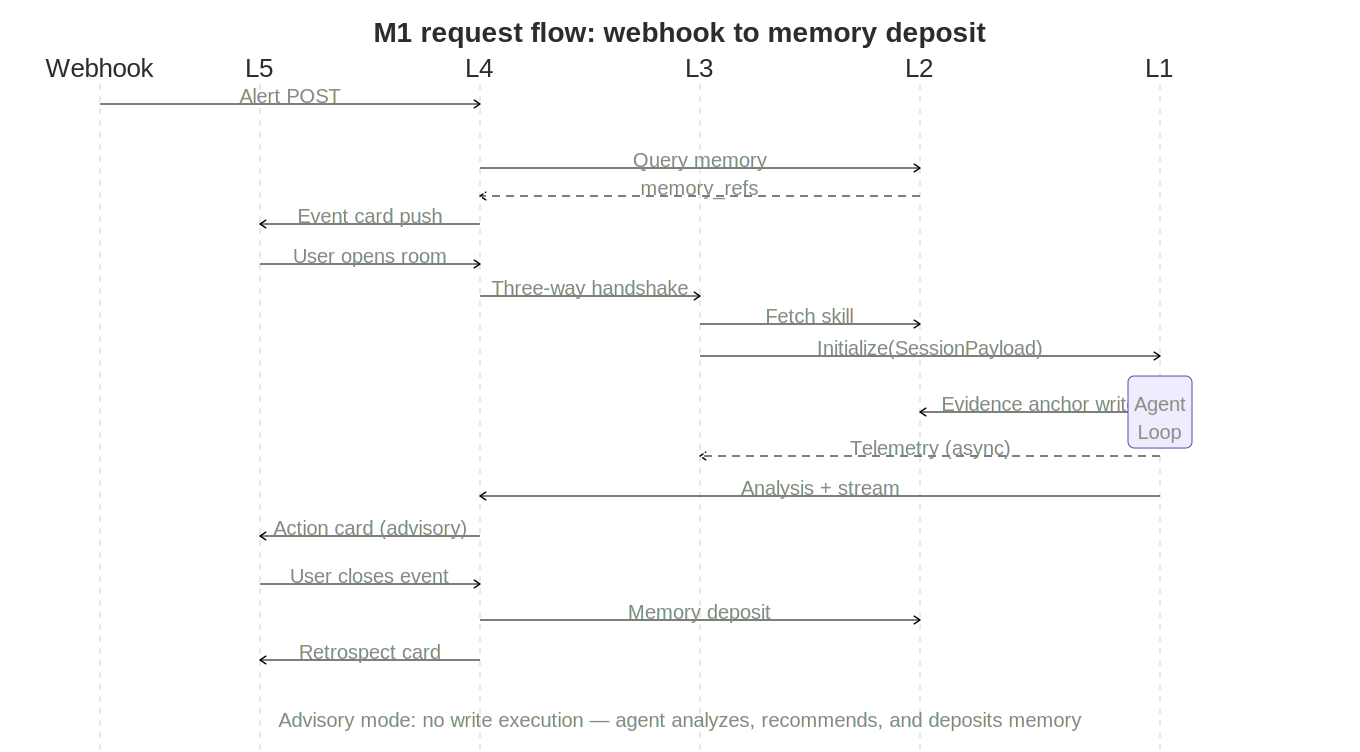 M1 request flow: webhook to memory deposit
Webhook L5 L4 L3 L2 L1
Alert POST
Query memory
memory_refs
Event card push
User opens room
Three-way handshake
Fetch skill
Initialize(SessionPayload)
Evidence anchor writ
Agent
Loop
Telemetry (async)
Analysis + stream
Action card (advisory)
User closes event
Memory deposit
Retrospect card
Advisory mode: no write execution — agent analyzes, recommends, and deposits memory